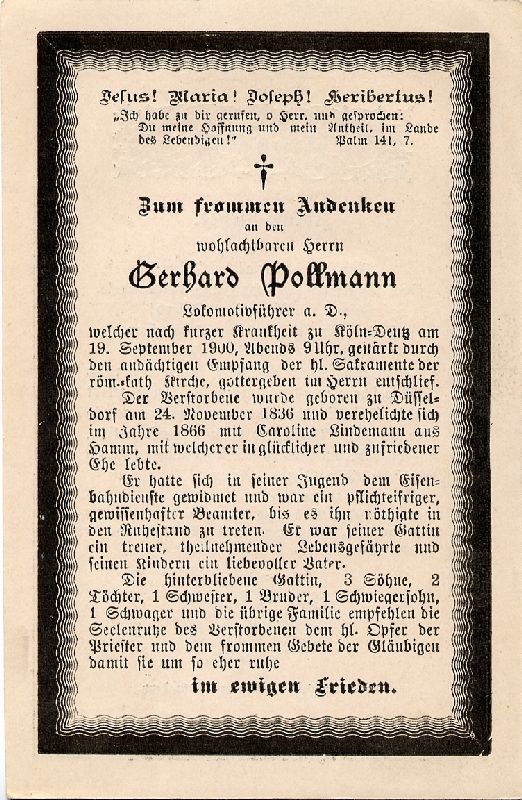 Jesus! Maria! Joseph! Heribertus!
„Ich habe zu dir gerufen, o Herr, und gesprochen:
Du meine Hoffnung und mein Antheil, im Lande
des Lebendigen!" Palm 141, 7.
Zum frommen Andenken
an den
wohlachtbaren Herrn
Gerhard Pollmann
Lokomotivführer a. D.,
welcher nach kurzer Krankheit zu Köln-Deutz am
19. September 1900, Abends 9 Uhr, gestärkt durch
den andächtigen Empfang der hl. Sakramente der
röm.-kath Kirche, gottergeben im Herrn entschlief.
Der Verstorbene wurde geboren zu Düssel-
dorf am 24. November 1836 und verehelichte sich
im Jahre 1866 mit Caroline Lindemann aus
Hamm, mit welcher er in glücklicher und zufriedener
Ehe lebte.
Er hatte sich in seiner Jugend dem Eisen-
bahndienste gewidmet und war ein pflichteifriger,
gewissenhafter Beamter, bis es ihn nöthigte in
den Ruhestand zu treten. Er war seiner Gattin
ein treuer, theilnehmender Lebensgefährte und
seinen Kindern ein liebevoller Vater.
Die hinterbliebene Gattin, 3 Söhne, 2
Töchter, 1 Schwester, 1 Bruder, 1 Schwiegersohn,
1 Schwager und die übrige Familie empfehlen die
Seelenruhe des Verstorbenen dem hl. Opfer der
Priester und dem frommen Gebete der Gläubigen
damit sie um so eher ruhe
im ewigen Frieden.